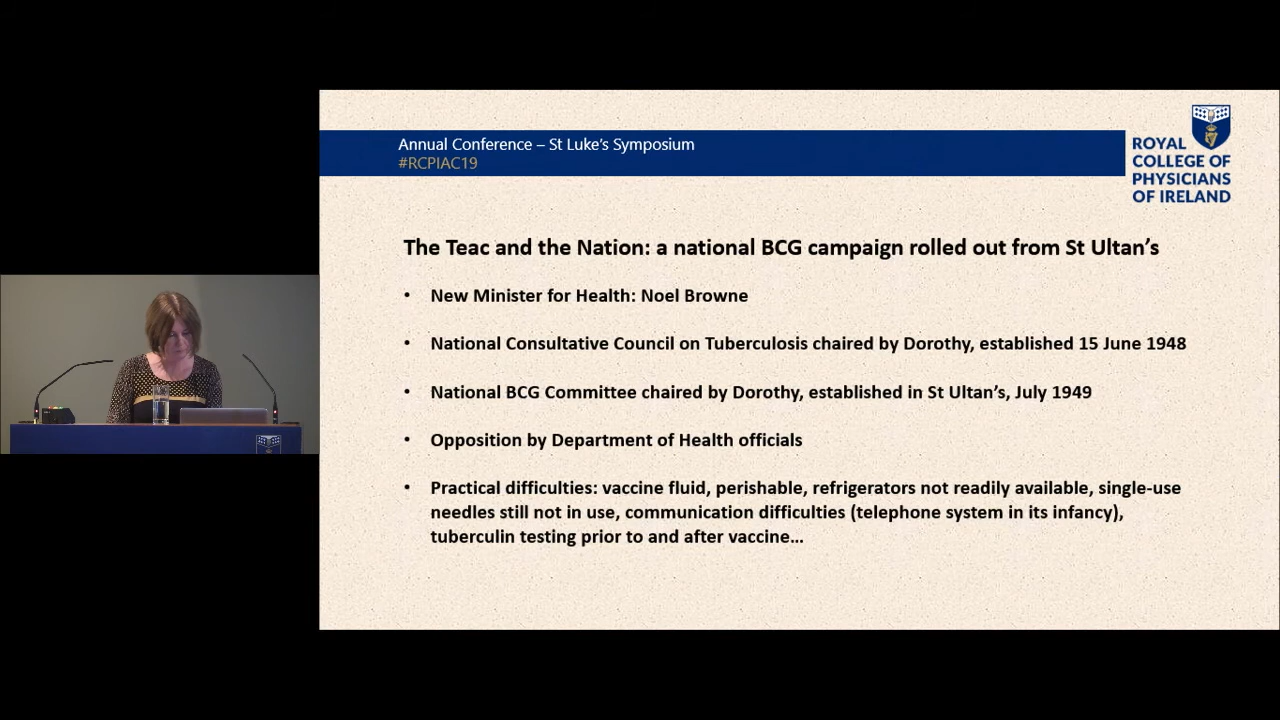 Annual Conference – St Luke's Symposium
#RCPIAC19
ROYAL
COLLEGE OF
PHYSICIANS
OF IRELAND
The Teac and the Nation: a national BCG campaign rolled out from St Ultan's
• New Minister for Health: Noel Browne
• National Consultative Council on Tuberculosis chaired by Dorothy, established 15 June 1948
• National BCG Committee chaired by Dorothy, established in St Ultan's, July 1949
• Opposition by Department of Health officials
• Practical difficulties: vaccine fluid, perishable, refrigerators not readily available, single-use
needles still not in use, communication difficulties (telephone system in its infancy),
tuberculin testing prior to and after vaccine...